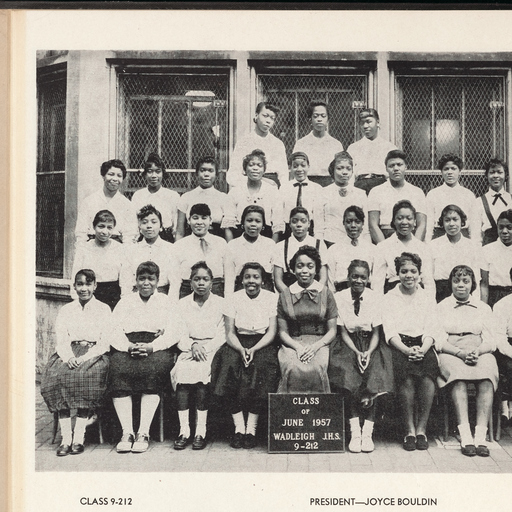 CLASS
OF
JUNE 1957
WADLEIGH J.H.S.
9-212
CLASS 9-212
PRESIDENT—JOYCE BOULDIN